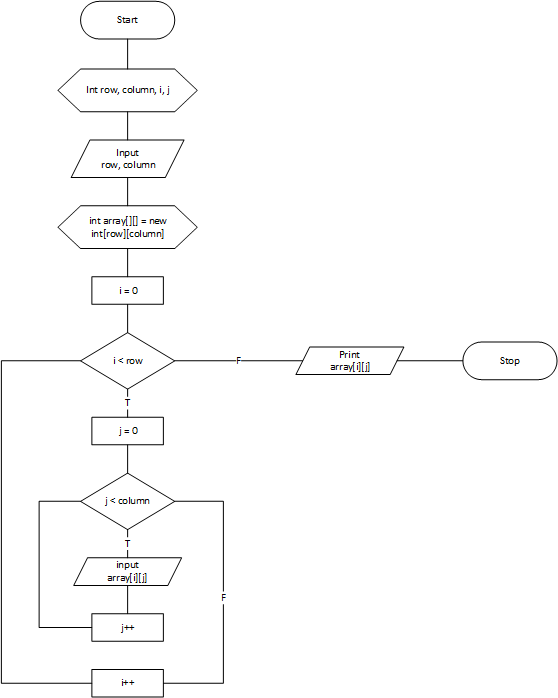 Start
Int row, column, i, j
Input
row, column
int array[][] = new
int[row][column]
i = 0
i < row
F
Print
array[i][j]
Stop
T
j = 0
j < column
T
input
array[i][j]
F
j++
i++